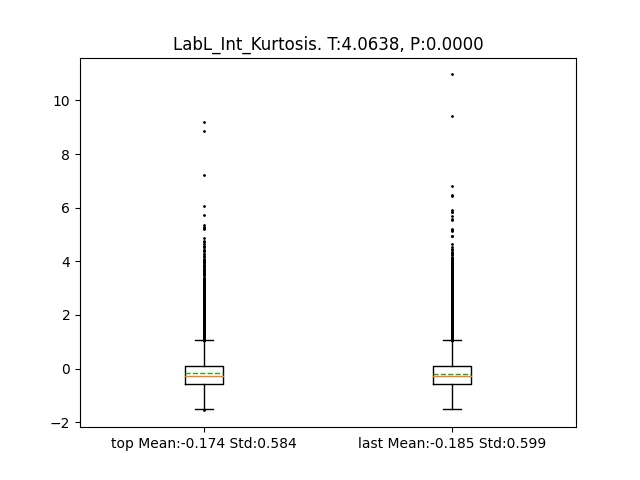 LabL_Int_Kurtosis. T:4.0638, P:0.0000
10
8
6
4
2
0
−2
top Mean:-0.174 Std:0.584
last Mean:-0.185 Std:0.599